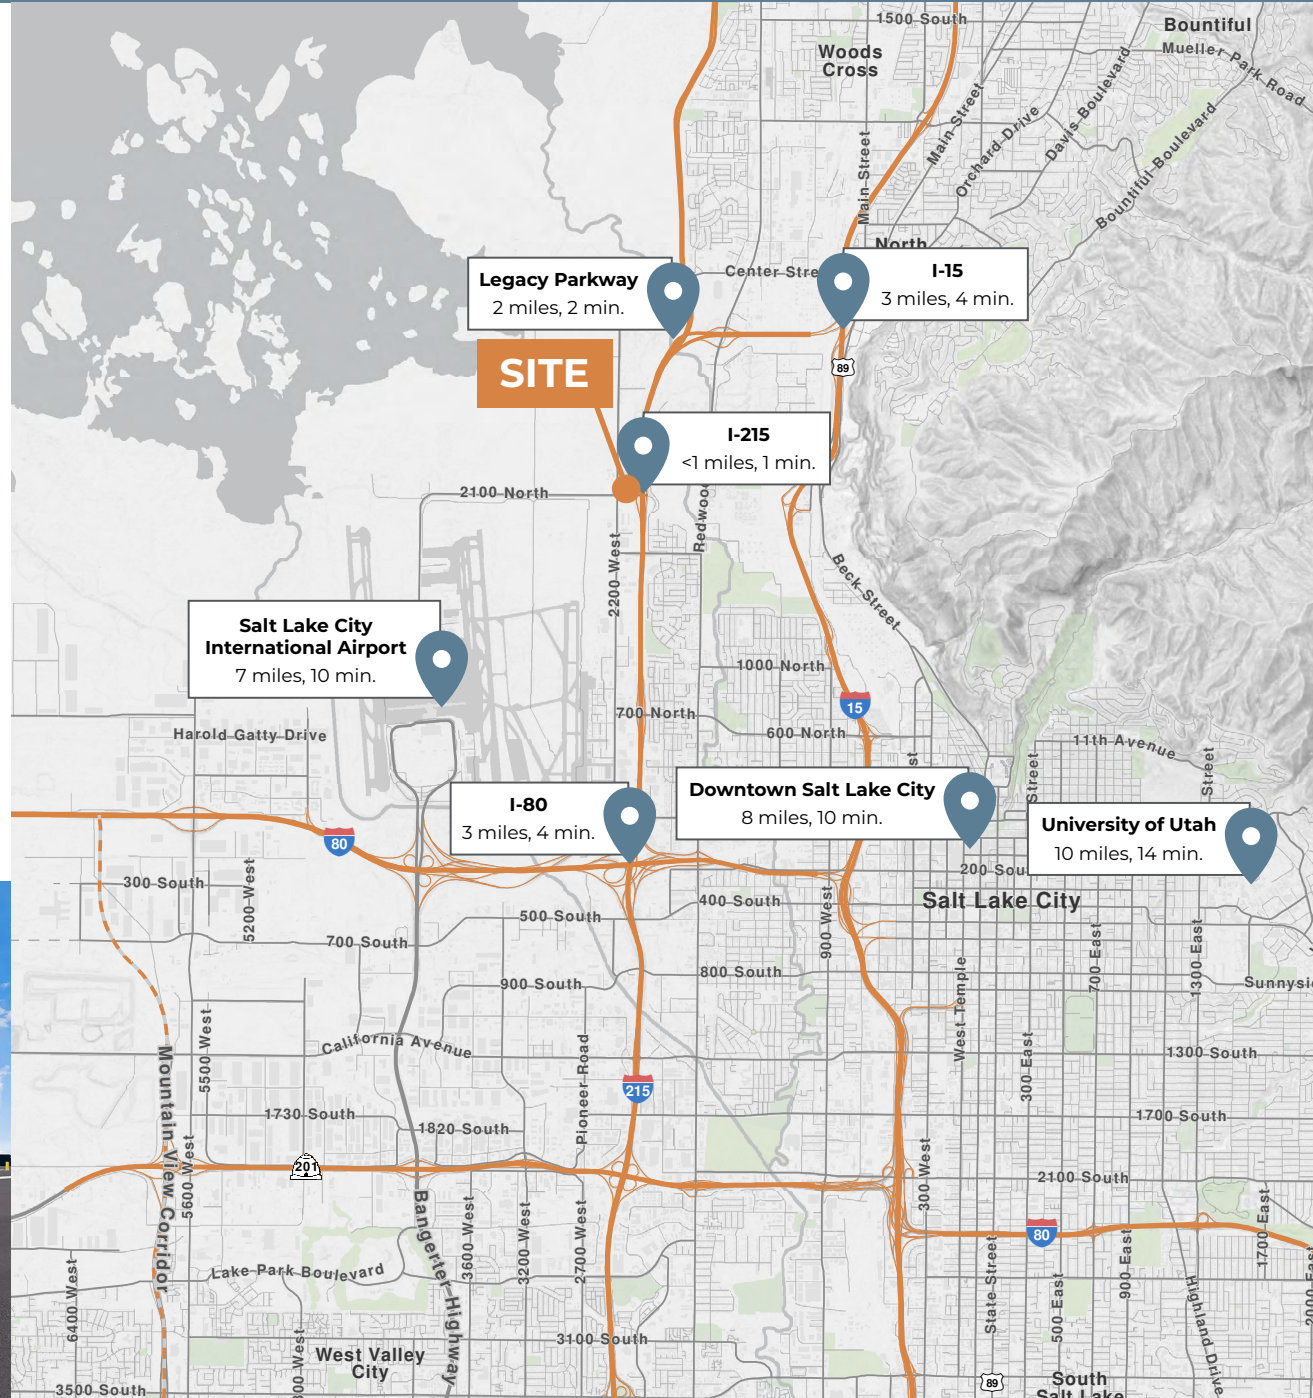 1500 South
Bountiful
Mueller Park Road
Woods
Cross
Main Street
Main Street
Orchard Drive
Davis Boulevard
Bountiful Boulevard
North
Center
Legacy Parkway
2 miles, 2 min.
I-15
3 miles, 4 min.
SITE
89
I-215
<1 miles, 1 min.
2100 North
2200 West
Redwood
Beck Street
Salt Lake City
International Airport
7 miles, 10 min.
1000 North
15
700 North
600 North
Harold Gatty Drive
11th Avenue
Street
Street
I-80
3 miles, 4 min.
Downtown Salt Lake City
8 miles, 10 min.
University of Utah
10 miles, 14 min.
80
200
300 South
5200 West
500 South
400 South
900 West
Salt Lake City
700 South
800 South
900 South
700 East
1300 East
West Temple
California Avenue
Pioneer Road
5500 West
Mountain View Corridor
300 East
1300 South
215
1730 South
1820 South
1700 South
201
5600 West
2100 South
300 West
Bangerter Highway
3600 West
3200 West
2700 West
80
1700 East
900 East
State Street
500 East
Highland Drive
6400 West
Lake Park Boulevard
3100 South
West Valley
City
3500 South
89
South
Salt Lake